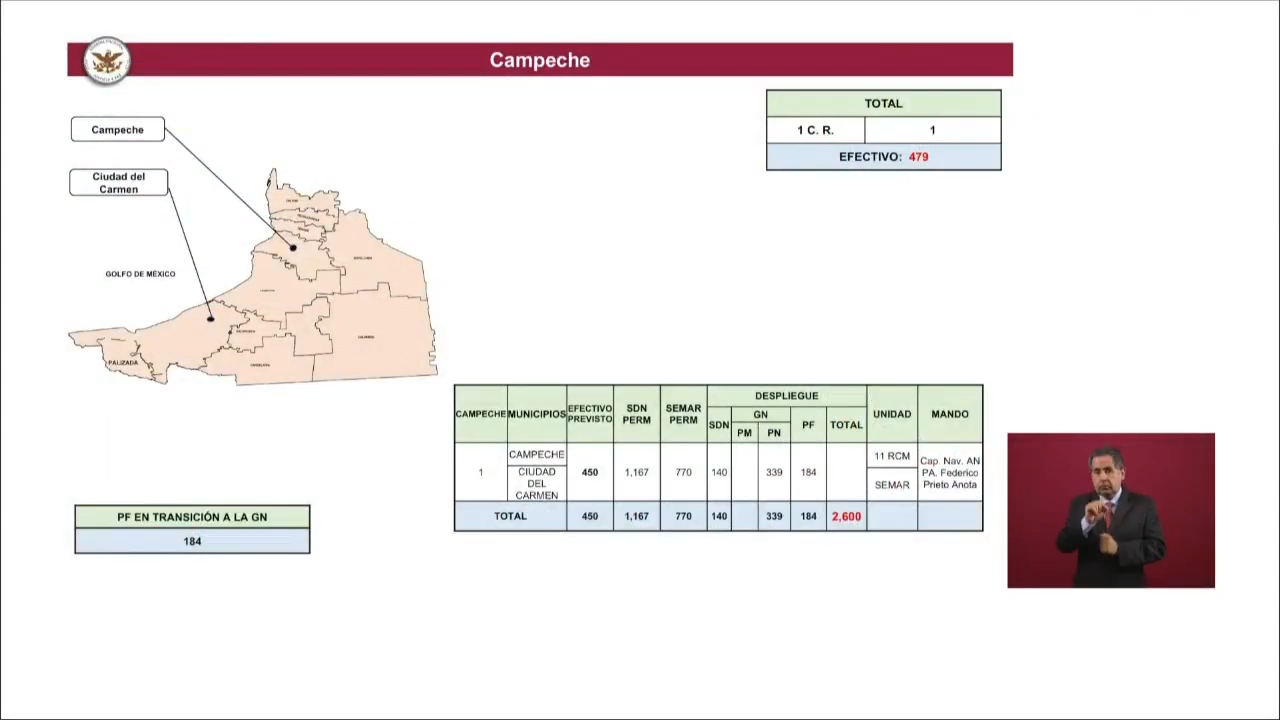 Campeche
TOTAL
1 C. R. 1
EFECTIVO: 479
Campeche
Ciudad del
Carmen
GOLFO DE MÉXICO
PALIZADA
CAMPECHE MUNICIPIOS EFECTIVO PREVISTO SDN PERM SEMAR PERM DESPLIEGUE UNIDAD MANDO
SDN GN PF TOTAL
PM PN
1 CAMPECHE 450 1,167 770 140 339 184 11 RCM Cap. Nav. AN
CIUDAD DEL CARMEN SEMAR PA. Federico
Prieto Anota
TOTAL 450 1,167 770 140 339 184 2,600
PF EN TRANSICIÓN A LA GN
184